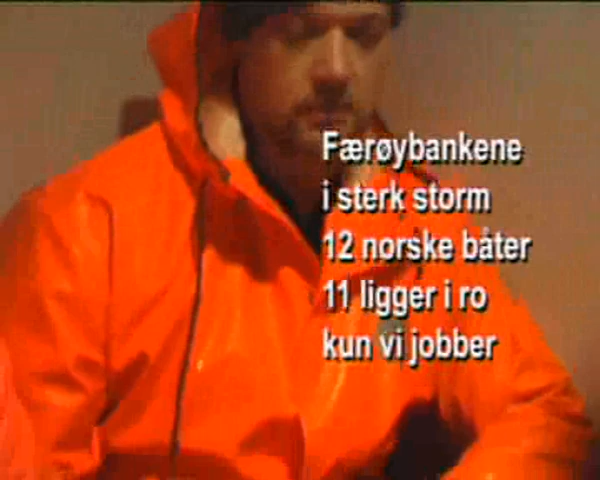 Færøybankene
i sterk storm
12 norske båter
11 ligger i ro
kun vi jobber